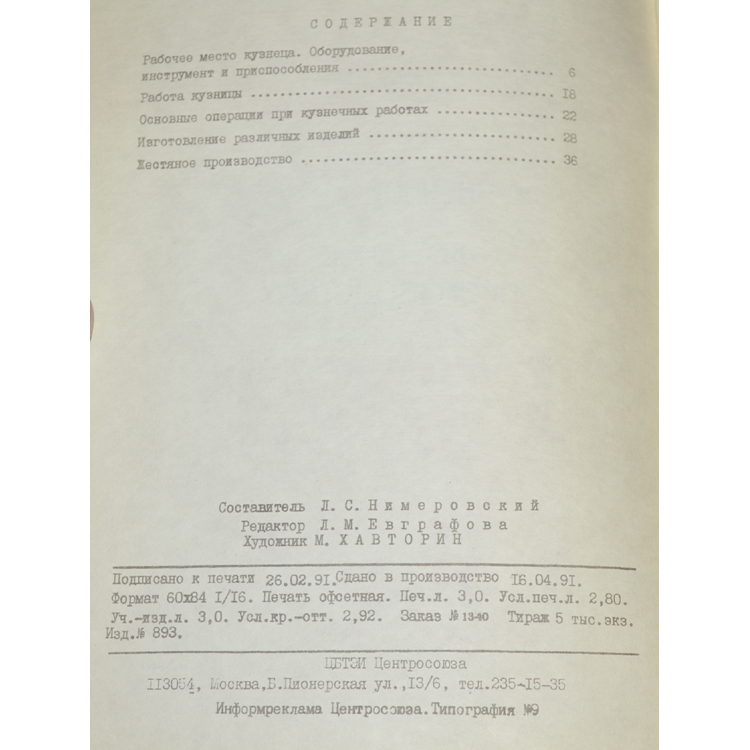 СОДЕРЖАНИЕ
Рабочее место кузнеца. Оборудование,
инструмент и приспособления .............................. 6
Работа кузницы .............................................. 18
Основные операции при кузнечных работах ................. 22
Изготовление различных изделий ........................... 28
Жестяное производство ..................................... 36
Составитель Л.С.Нимеровский
Редактор Л.М.Евграфова
Художник М.ХАВТОРИН
Подписано к печати 26.02.91.Сдано в производство 16.04.91.
Формат 60х84 I/16. Печать офсетная. Печ.л. 3,0. Усл.печ.л. 2,80.
Уч.-изд.л. 3,0. Усл.кр.-отт. 2,92. Заказ № 13-40 Тираж 5 тыс.экз.
Изд.№ 893.
ЦБТЭИ Центросоюза
113054, Москва,Б.Пионерская ул.,13/6, тел.235-15-35
Информреклама Центросоюза.Типография №9